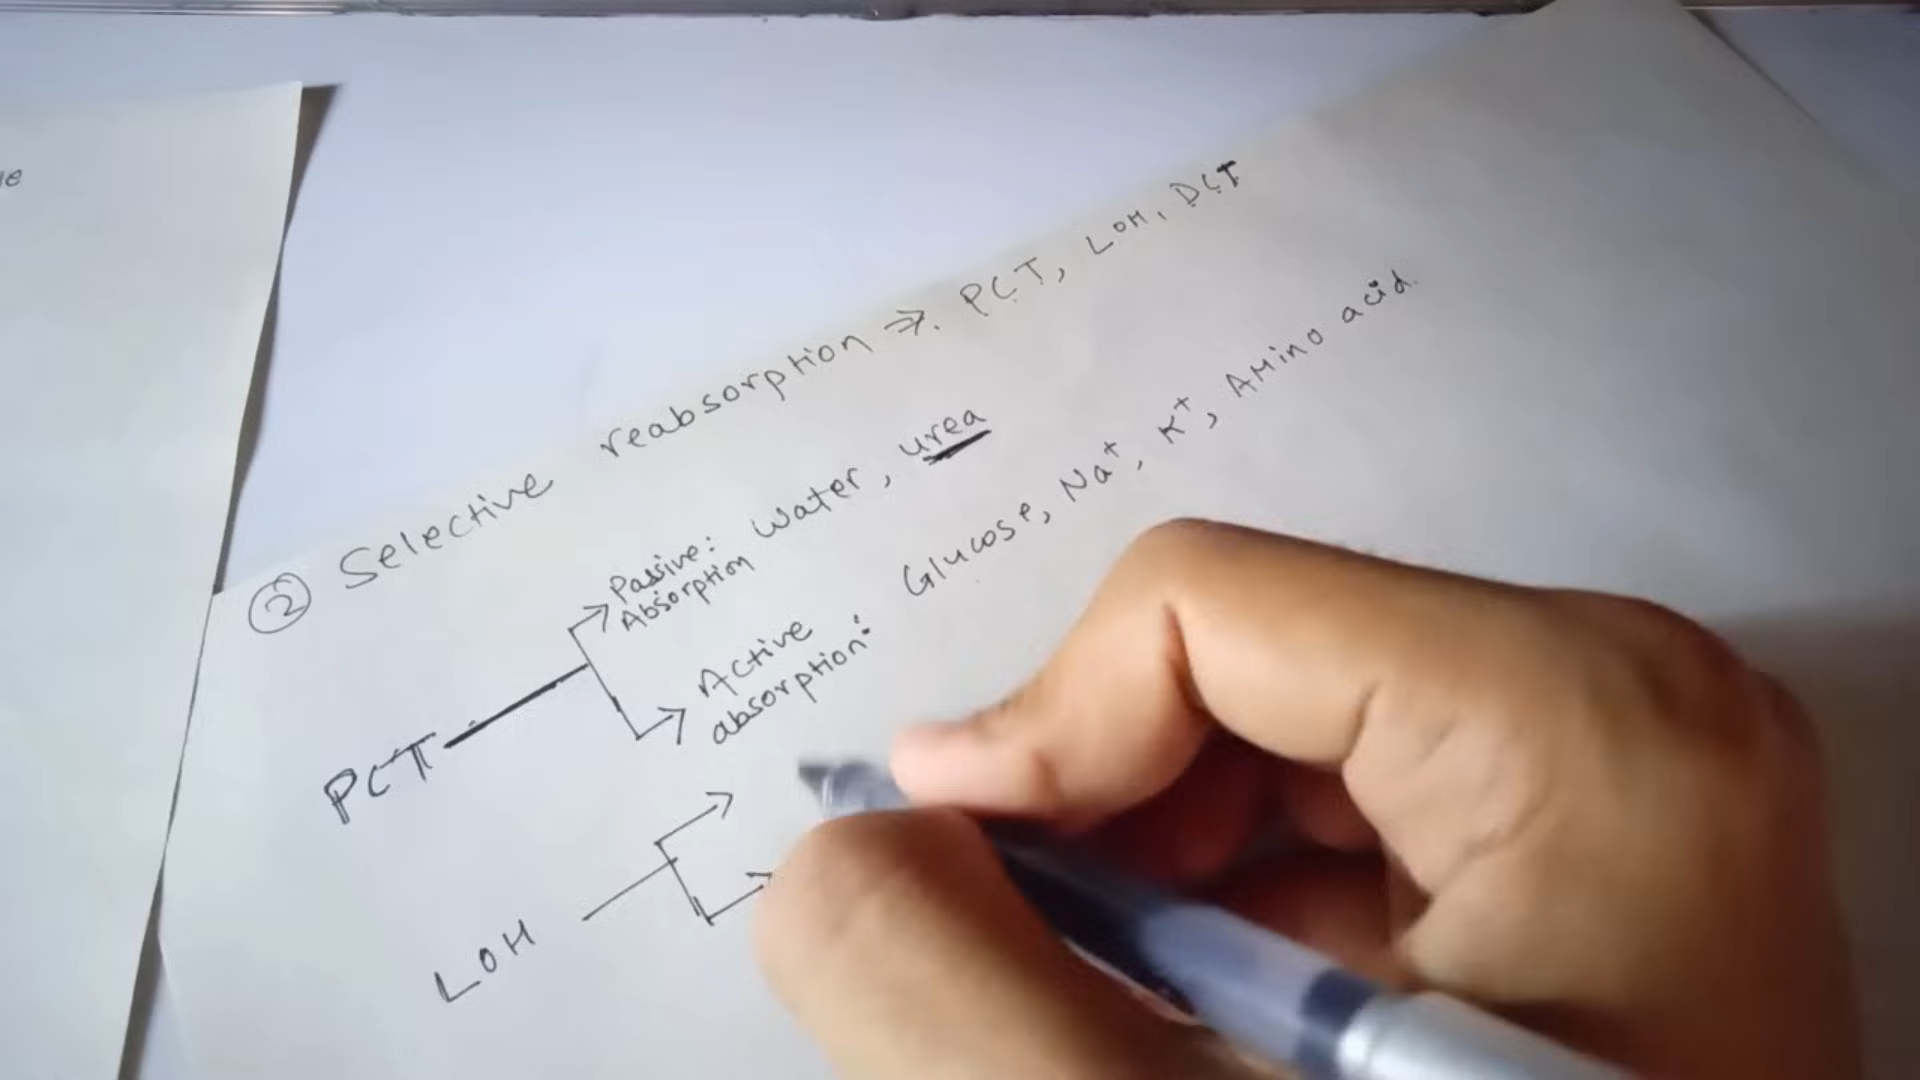 ② Selective reabsorption ⇒. PCT, LOH, DCT
Passive: Water, urea
Absorption
Active
absorption: Glucose, Na⁺, K⁺, Amino acid.
PCT
LOH